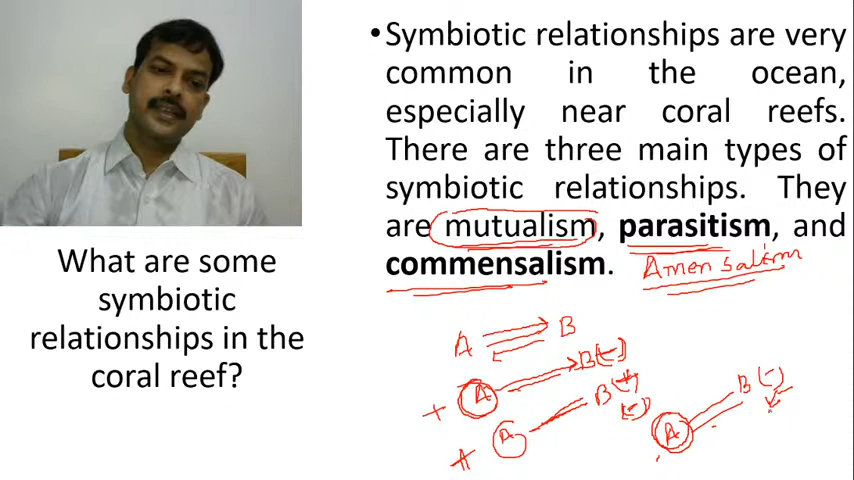 •Symbiotic relationships are very
common in the ocean,
especially near coral reefs.
There are three main types of
symbiotic relationships. They
are mutualism, parasitism, and
commensalism. Amensalism
What are some
symbiotic
relationships in the
coral reef?
A B
+ A B(-)
A B(+)
(-)
A B(-)